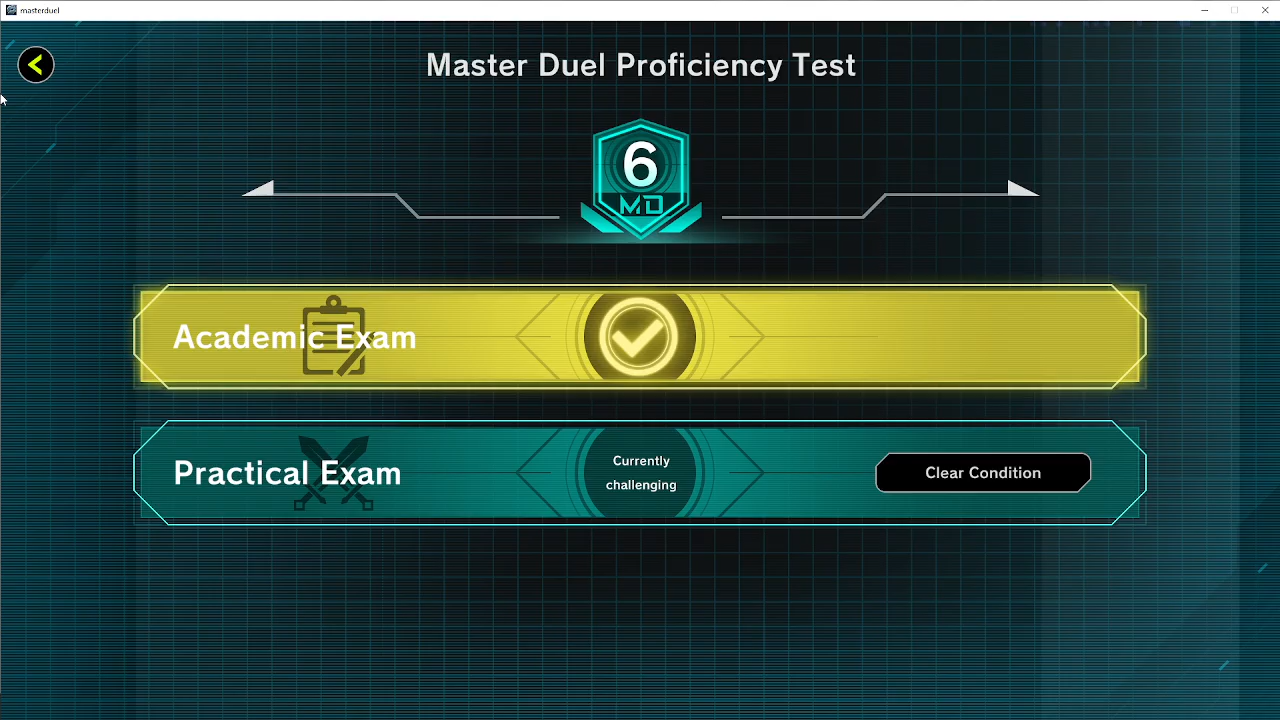 masterduel
Master Duel Proficiency Test
6
MD
Academic Exam
Practical Exam
Currently
challenging
Clear Condition